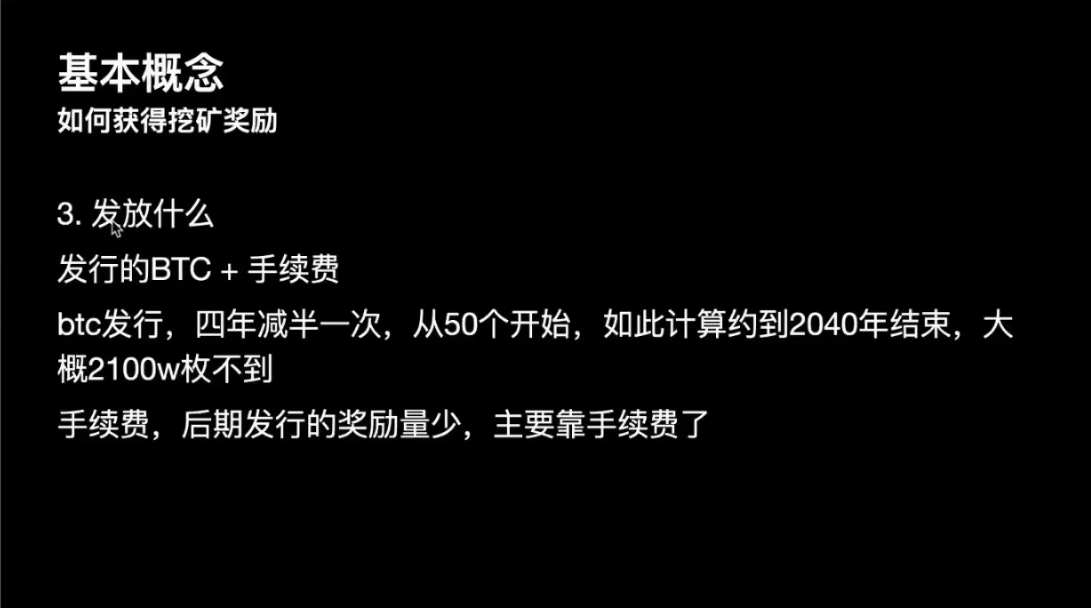 基本概念
如何获得挖矿奖励
3. 发放什么
发行的BTC + 手续费
btc发行，四年减半一次，从50个开始，如此计算约到2040年结束，大
概2100w枚不到
手续费，后期发行的奖励量少，主要靠手续费了